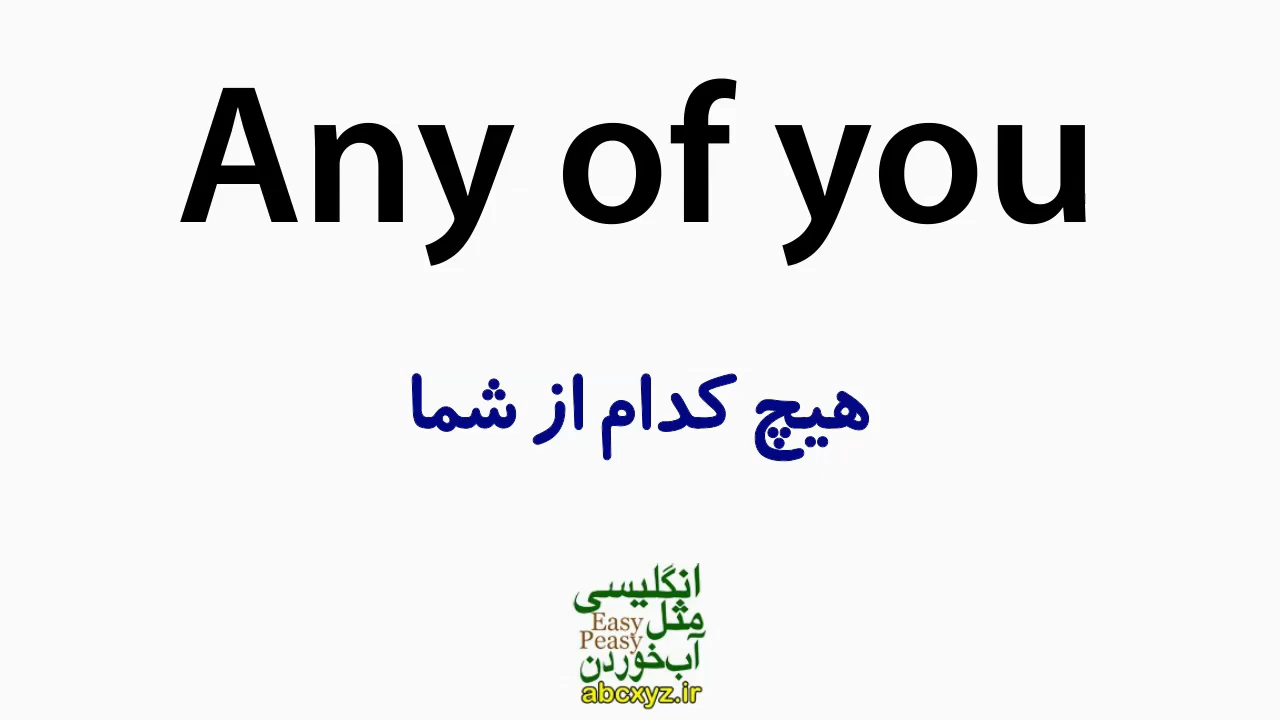 Any of you
هیچ کدام از شما
انگلیسی
مثل Easy
Peasy
آب‌خوردن
abcxyz.ir